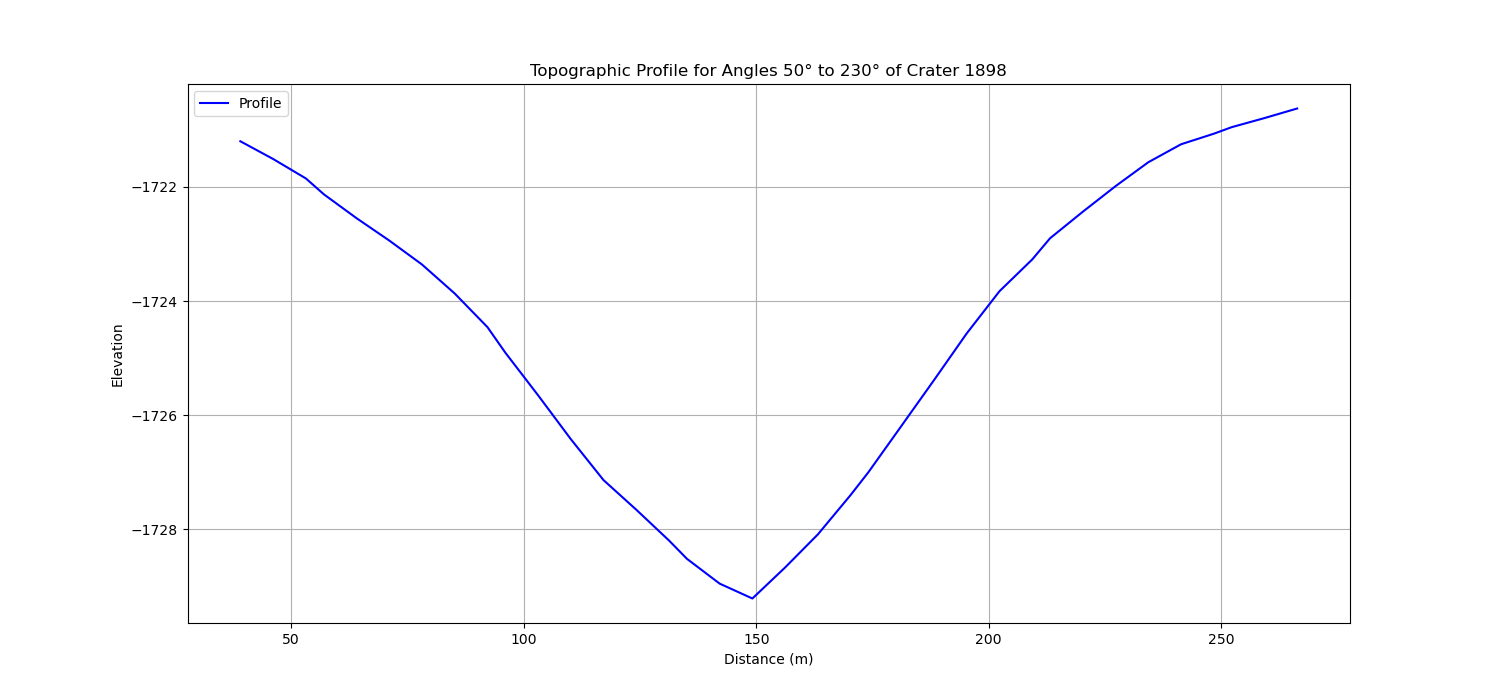 Topographic Profile for Angles 50° to 230° of Crater 1898
Profile
Elevation
−1722
−1724
−1726
−1728
50 100 150 200 250
Distance (m)